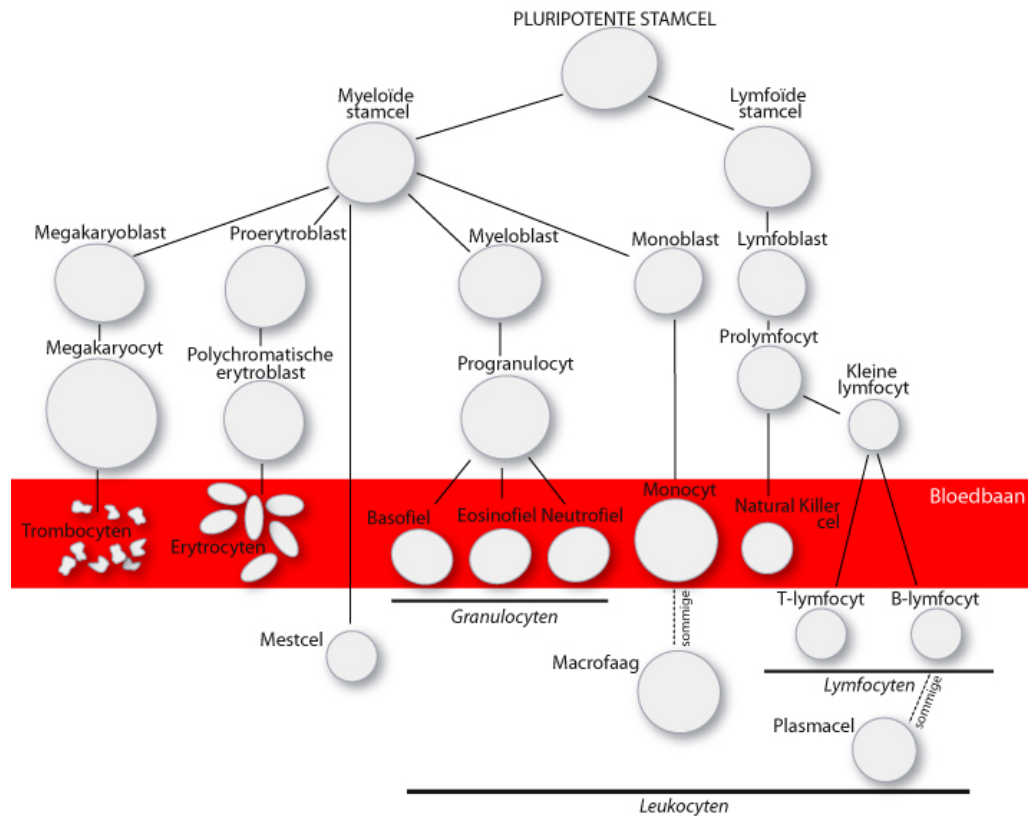 PLURIPOTENTE STAMCEL
Myeloïde
stamcel
Lymfoïde
stamcel
Megakaryoblast
Proerytroblast
Myeloblast
Monoblast
Lymfoblast
Megakaryocyt
Polychromatische
erytroblast
Progranulocyt
Prolymfocyt
Kleine
lymfocyt
Bloedbaan
Trombocyten
Erytrocyten
Basofiel
Eosinofiel
Neutrofiel
Monocyt
Natural Killer
cel
Granulocyten
sommige
T-lymfocyt
B-lymfocyt
Mestcel
Macrofaag
Lymfocyten
sommige
Plasmacel
Leukocyten